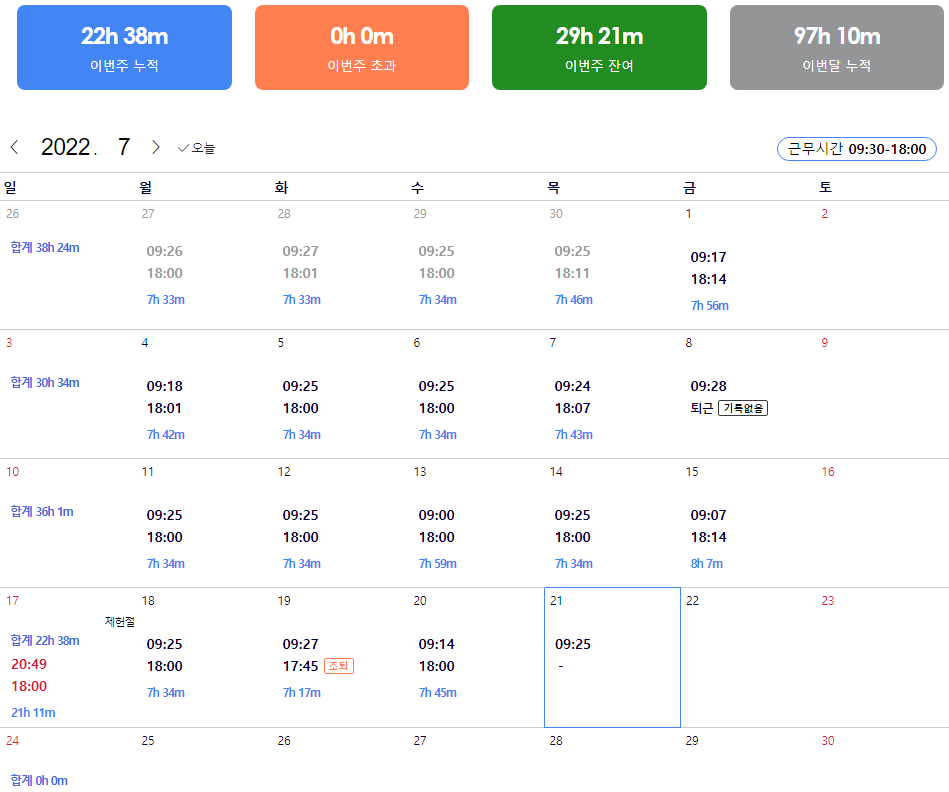 22h 38m
이번주 누적
0h 0m
이번주 초과
29h 21m
이번주 잔여
97h 10m
이번달 누적
2022. 7 오늘
근무시간 09:30-18:00
일 월 화 수 목 금 토
26 27 28 29 30 1 2
합계 38h 24m
09:26 09:27 09:25 09:25 09:17
18:00 18:01 18:00 18:11 18:14
7h 33m 7h 33m 7h 34m 7h 46m 7h 56m
3 4 5 6 7 8 9
합계 30h 34m
09:18 09:25 09:25 09:24 09:28
18:01 18:00 18:00 18:07 퇴근 기록없음
7h 42m 7h 34m 7h 34m 7h 43m
10 11 12 13 14 15 16
합계 36h 1m
09:25 09:25 09:00 09:25 09:07
18:00 18:00 18:00 18:00 18:14
7h 34m 7h 34m 7h 59m 7h 34m 8h 7m
17 18 19 20 21 22 23
제헌절
합계 22h 38m 09:25 09:27 09:14 09:25
20:49 18:00 17:45 조퇴 18:00 -
18:00 7h 34m 7h 17m 7h 45m
21h 11m
24 25 26 27 28 29 30
합계 0h 0m